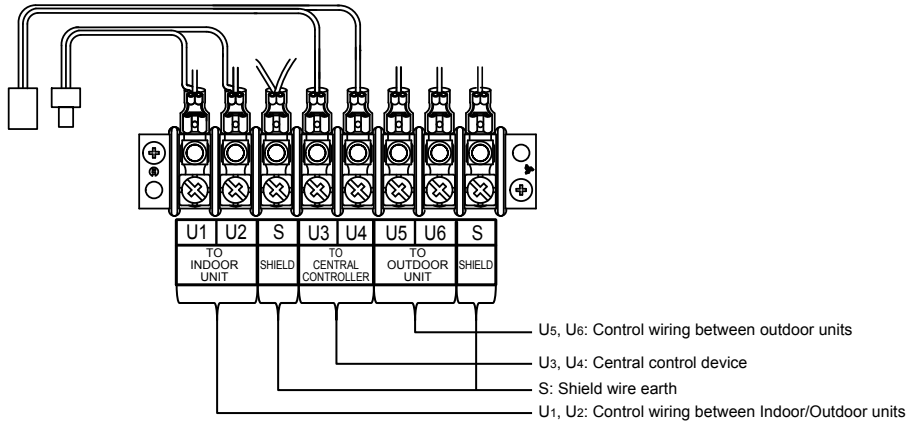 U1 U2 S U3 U4 U5 U6 S
TO INDOOR UNIT
SHIELD
TO CENTRAL CONTROLLER
TO OUTDOOR UNIT
SHIELD
U5, U6: Control wiring between outdoor units
U3, U4: Central control device
S: Shield wire earth
U1, U2: Control wiring between Indoor/Outdoor units